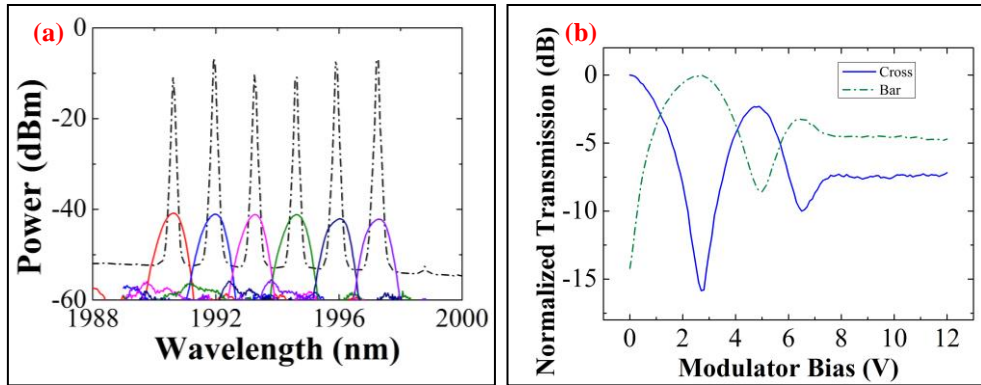 (a)
0
-20
-40
-60
Power (dBm)
1988 1992 1996 2000
Wavelength (nm)
(b)
Cross
Bar
0
-5
-10
-15
Normalized Transmission (dB)
0 2 4 6 8 10 12
Modulator Bias (V)